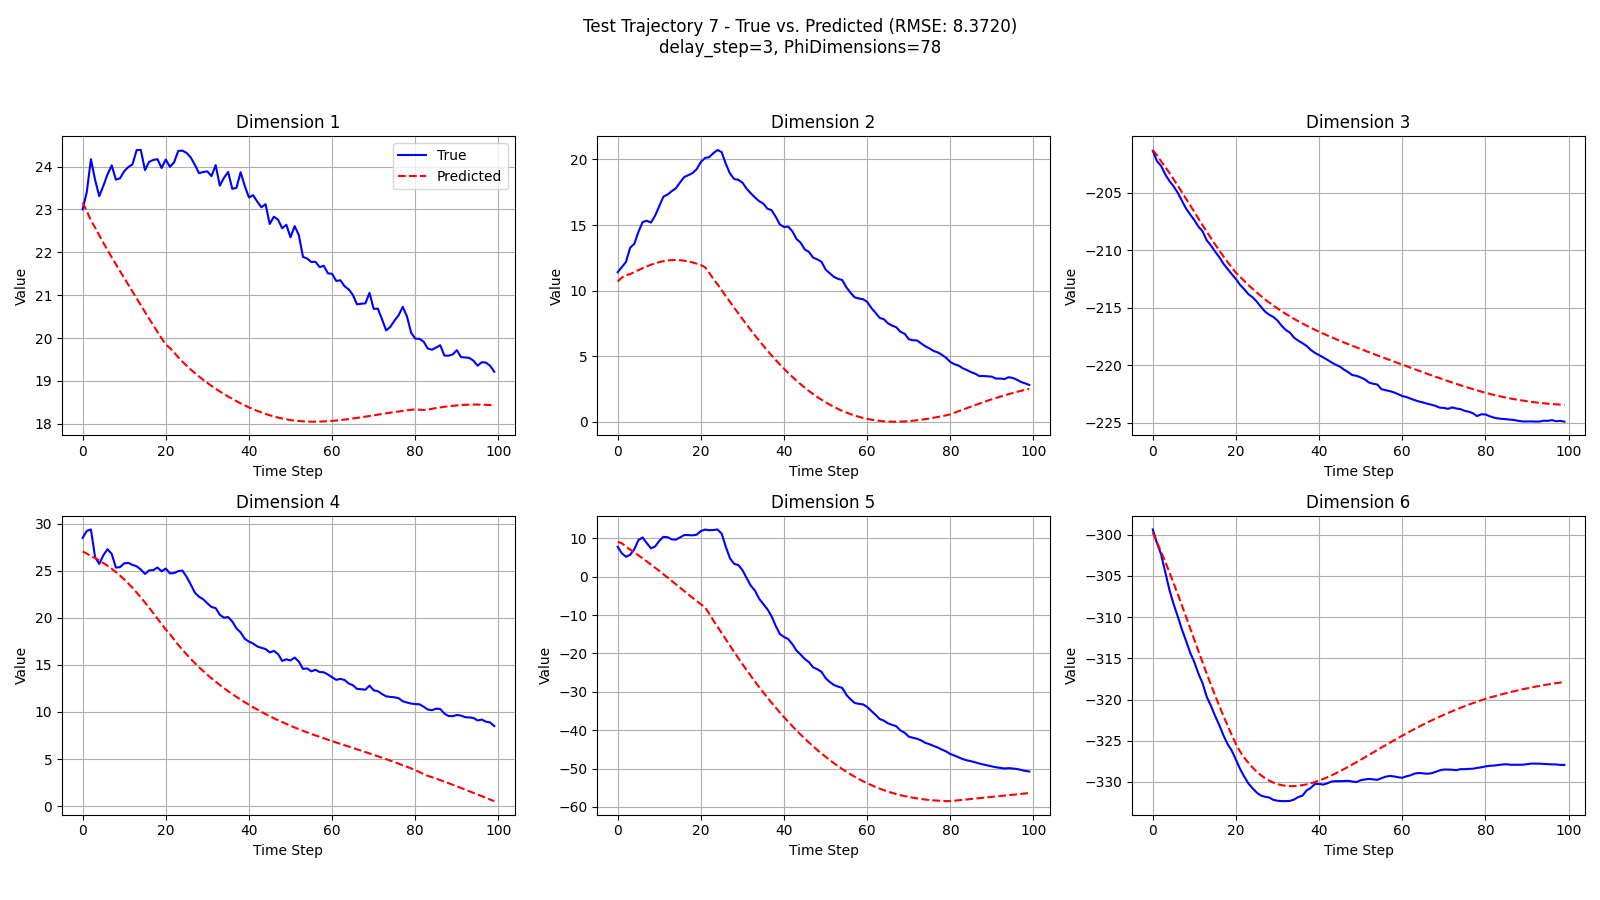 Test Trajectory 7 - True vs. Predicted (RMSE: 8.3720)
delay_step=3, PhiDimensions=78
Dimension 1
True
Predicted
24
23
22
21
20
19
18
Value
0 20 40 60 80 100
Time Step
Dimension 2
20
15
10
5
0
Value
0 20 40 60 80 100
Time Step
Dimension 3
−205
−210
−215
−220
−225
Value
0 20 40 60 80 100
Time Step
Dimension 4
30
25
20
15
10
5
0
Value
0 20 40 60 80 100
Time Step
Dimension 5
10
0
−10
−20
−30
−40
−50
−60
Value
0 20 40 60 80 100
Time Step
Dimension 6
−300
−305
−310
−315
−320
−325
−330
Value
0 20 40 60 80 100
Time Step